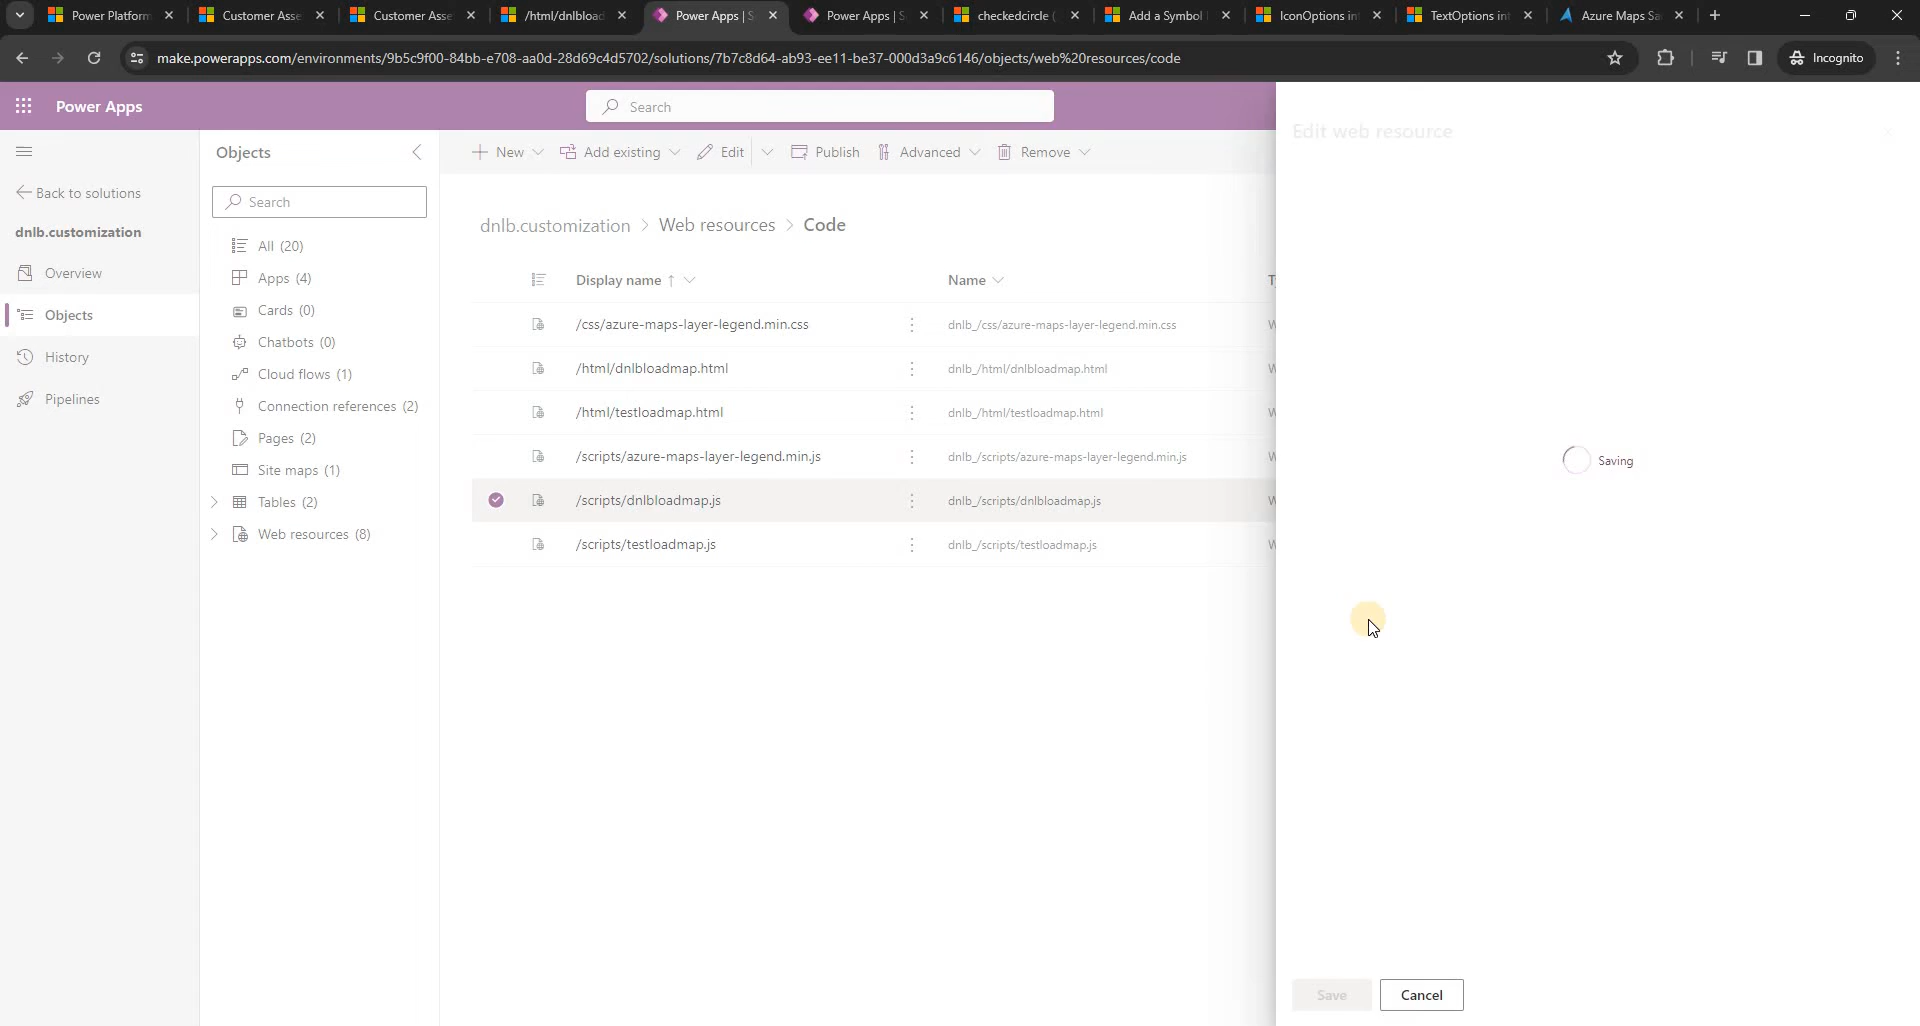 Power Platform
Customer Asse
Customer Asse
/html/dnlbload
Power Apps | S
Power Apps | S
checkedcircle (
Add a Symbol
IconOptions int
TextOptions int
Azure Maps Sa
make.powerapps.com/environments/9b5c9f00-84bb-e708-aa0d-28d69c4d5702/solutions/7b7c8d64-ab93-ee11-be37-000d3a9c6146/objects/web%20resources/code
Incognito
Power Apps
Search
Edit web resource
Back to solutions
dnlb.customization
Overview
Objects
History
Pipelines
Objects
Search
All (20)
Apps (4)
Cards (0)
Chatbots (0)
Cloud flows (1)
Connection references (2)
Pages (2)
Site maps (1)
Tables (2)
Web resources (8)
New
Add existing
Edit
Publish
Advanced
Remove
dnlb.customization > Web resources > Code
Display name ↑
Name
/css/azure-maps-layer-legend.min.css
dnlb_/css/azure-maps-layer-legend.min.css
/html/dnlbloadmap.html
dnlb_/html/dnlbloadmap.html
/html/testloadmap.html
dnlb_/html/testloadmap.html
/scripts/azure-maps-layer-legend.min.js
dnlb_/scripts/azure-maps-layer-legend.min.js
/scripts/dnlbloadmap.js
dnlb_/scripts/dnlbloadmap.js
/scripts/testloadmap.js
dnlb_/scripts/testloadmap.js
Saving
Save
Cancel